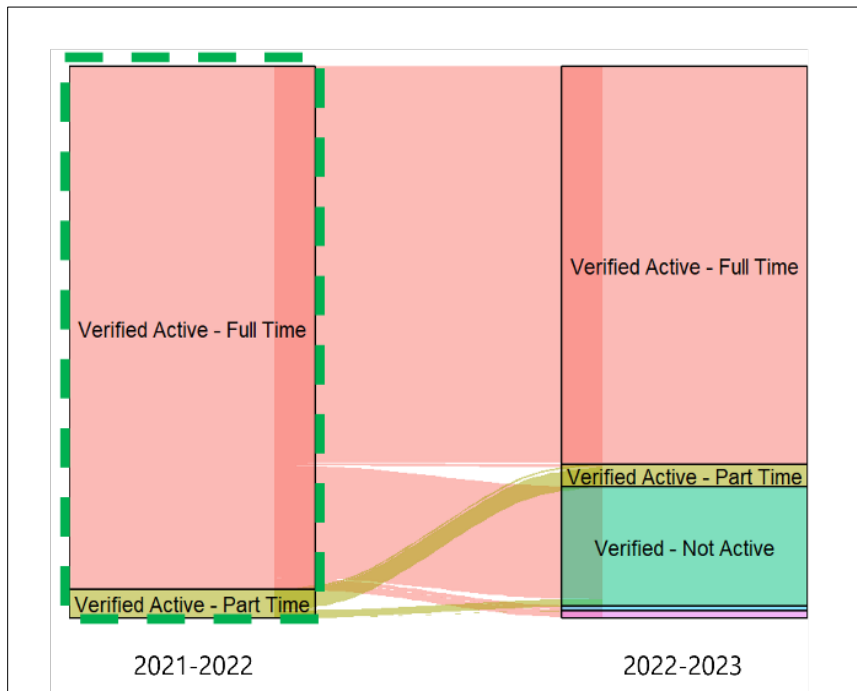 Verified Active - Full Time
Verified Active - Part Time
Verified Active - Full Time
Verified Active - Part Time
Verified - Not Active
2021-2022
2022-2023